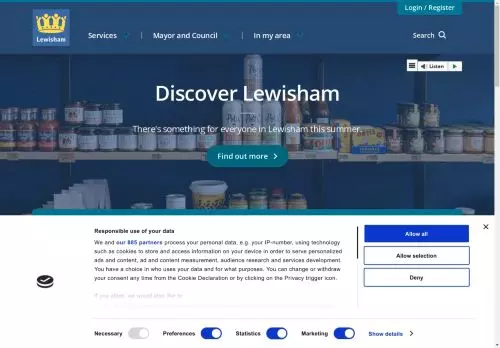 Login / Register
Lewisham
Services
Mayor and Council
In my area
Search
Listen
Discover Lewisham
There's something for everyone in Lewisham this summer.
Find out more
Responsible use of your data
We and our 885 partners process your personal data, e.g. your IP-number, using technology
such as cookies to store and access information on your device in order to serve personalized
ads and content, ad and content measurement, audience research and services development.
You have a choice in who uses your data and for what purposes. You can change or withdraw
your consent any time from the Cookie Declaration or by clicking on the Privacy trigger icon.
If you allow, we would also like to:
Allow all
Allow selection
Deny
Necessary
Preferences
Statistics
Marketing
Show details